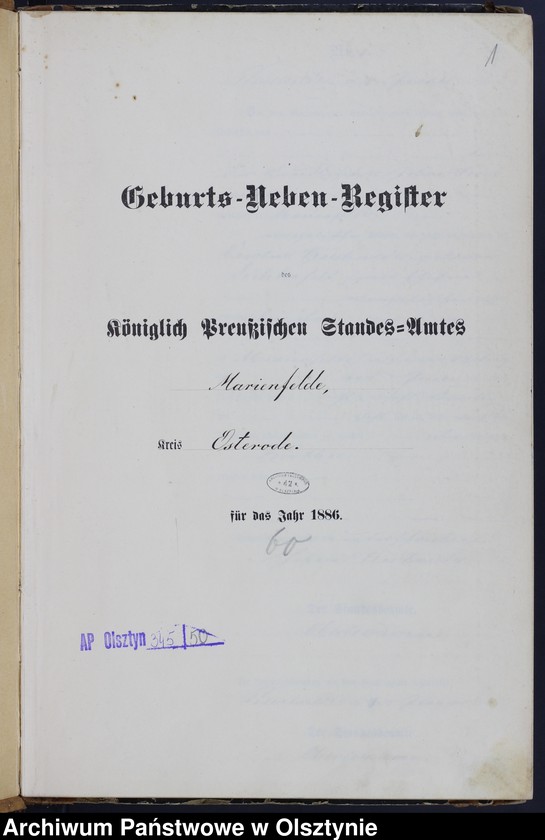 1
Geburts-Neben-Register
des
Königlich Preußischen Standes-Amtes
Marienfelde,
Kreis Osterode.
42
für das Jahr 1886.
60
AP Olsztyn 345/50
Archiwum Państwowe w Olsztynie